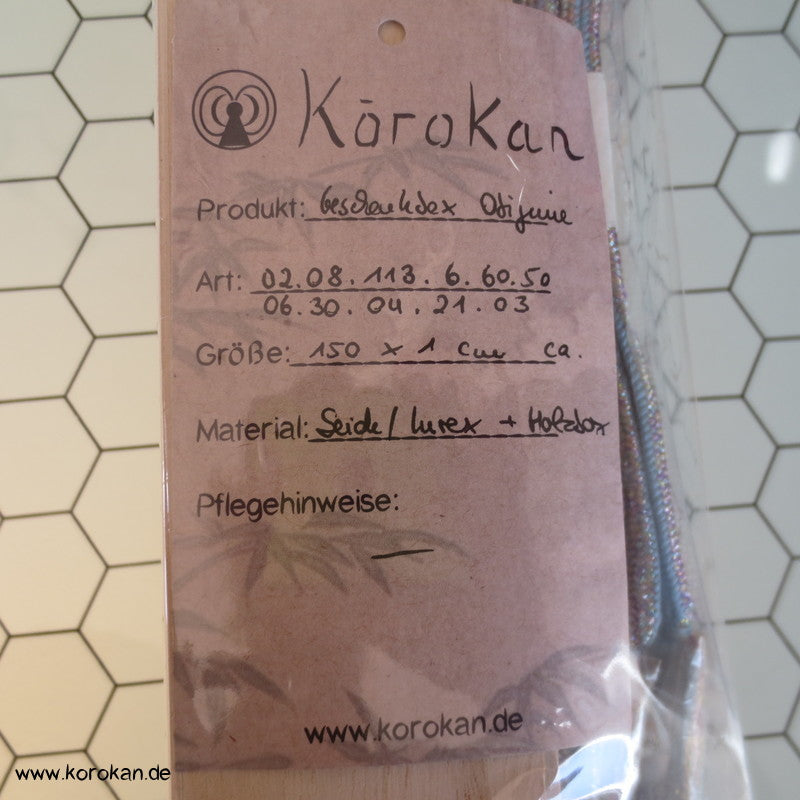 Kōrokan
Produkt: Geschenkbox Obijime
Art: 02.08.113.6.60.50
06.30.04.21.03
Größe: 150 x 1 cm ca.
Material: Seide/Lurex + Holzbox
Pflegehinweise:
—
www.korokan.de
www.korokan.de